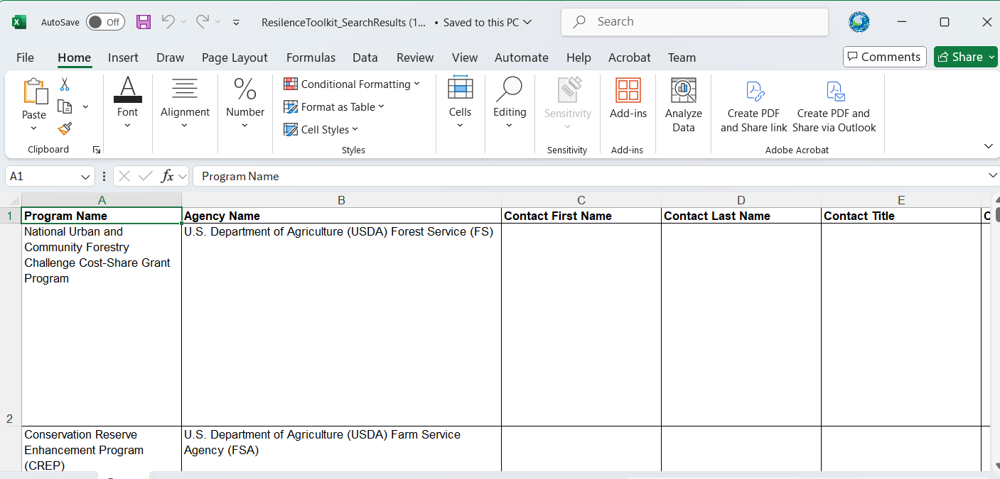 AutoSave Off ResilenceToolkit_SearchResults (1... • Saved to this PC Search
File Home Insert Draw Page Layout Formulas Data Review View Automate Help Acrobat Team Comments Share
Paste
Clipboard
Font
Alignment
%
Number
Conditional Formatting
Format as Table
Cell Styles
Styles
Cells
Editing
Sensitivity
Sensitivity
Add-ins
Add-ins
Analyze
Data
Create PDF
and Share link
Create PDF and
Share via Outlook
Adobe Acrobat
A1 fx Program Name
A B C D E
1 Program Name Agency Name Contact First Name Contact Last Name Contact Title
National Urban and
Community Forestry
Challenge Cost-Share Grant
Program
U.S. Department of Agriculture (USDA) Forest Service (FS)
2
Conservation Reserve
Enhancement Program
(CREP)
U.S. Department of Agriculture (USDA) Farm Service
Agency (FSA)